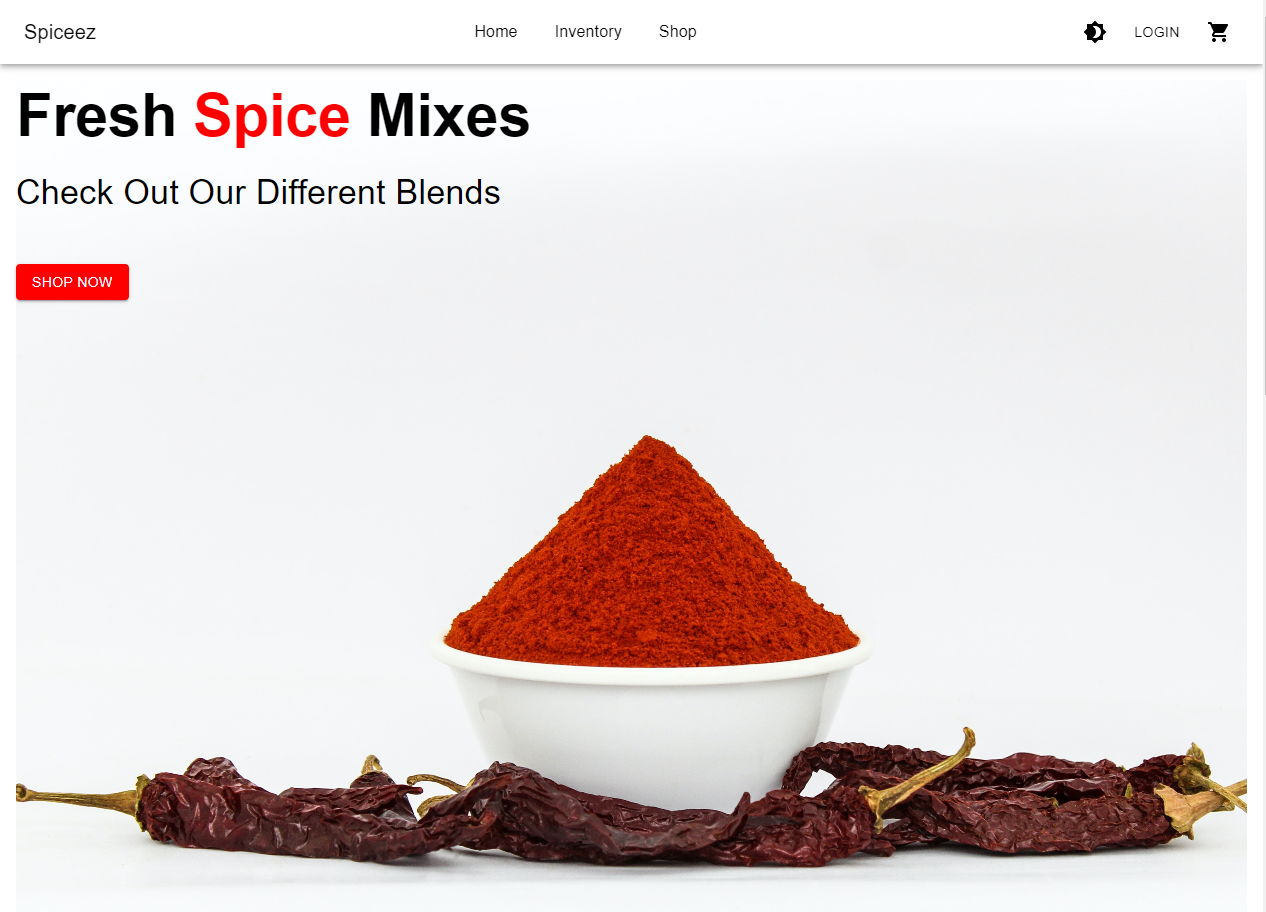 Spiceez
Home Inventory Shop
LOGIN
Fresh Spice Mixes
Check Out Our Different Blends
SHOP NOW